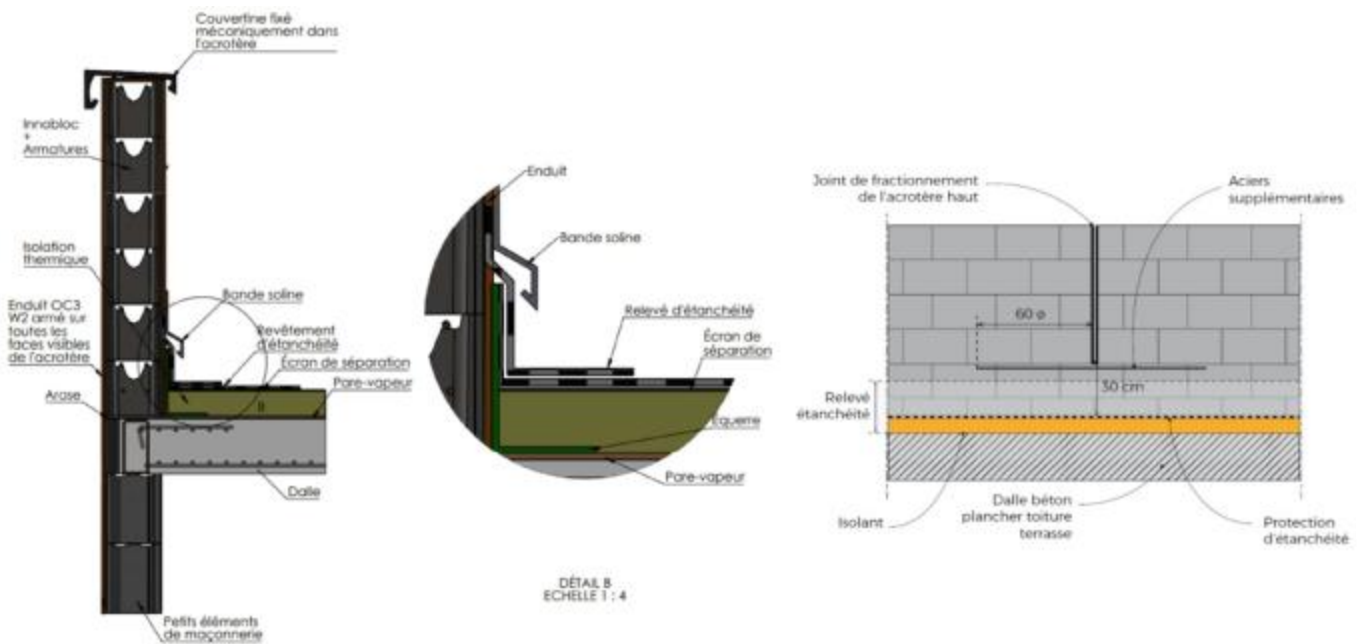 Couvertine fixé
mécaniquement dans
l'acrotère
Innabloc
+
Armatures
Isolation
thermique
Enduit OC3
W2 armé sur
toutes les
faces visibles
de l'acrotère
Bande soline
Revêtement
d'étanchéité
Écran de séparation
Pare-vapeur
Arase
Dalle
Petits éléments
de maçonnerie
Enduit
Bande soline
Relevé d'étanchéité
Écran de
séparation
Équerre
Pare-vapeur
DÉTAIL B
ECHELLE 1 : 4
Joint de fractionnement
de l'acrotère haut
Aciers
supplémentaires
60 ø
30 cm
Relevé
étanchéité
Isolant
Dalle béton
plancher toiture
terrasse
Protection
d'étanchéité